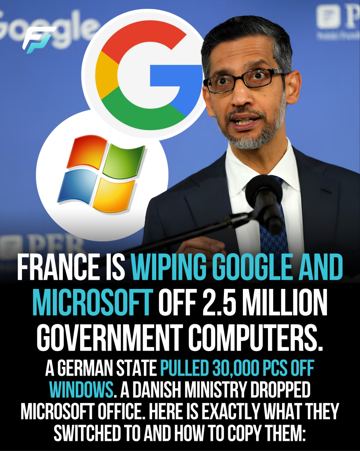 Google
PER
PER
FRANCE IS WIPING GOOGLE AND
MICROSOFT OFF 2.5 MILLION
GOVERNMENT COMPUTERS.
A GERMAN STATE PULLED 30,000 PCS OFF
WINDOWS. A DANISH MINISTRY DROPPED
MICROSOFT OFFICE. HERE IS EXACTLY WHAT THEY
SWITCHED TO AND HOW TO COPY THEM: